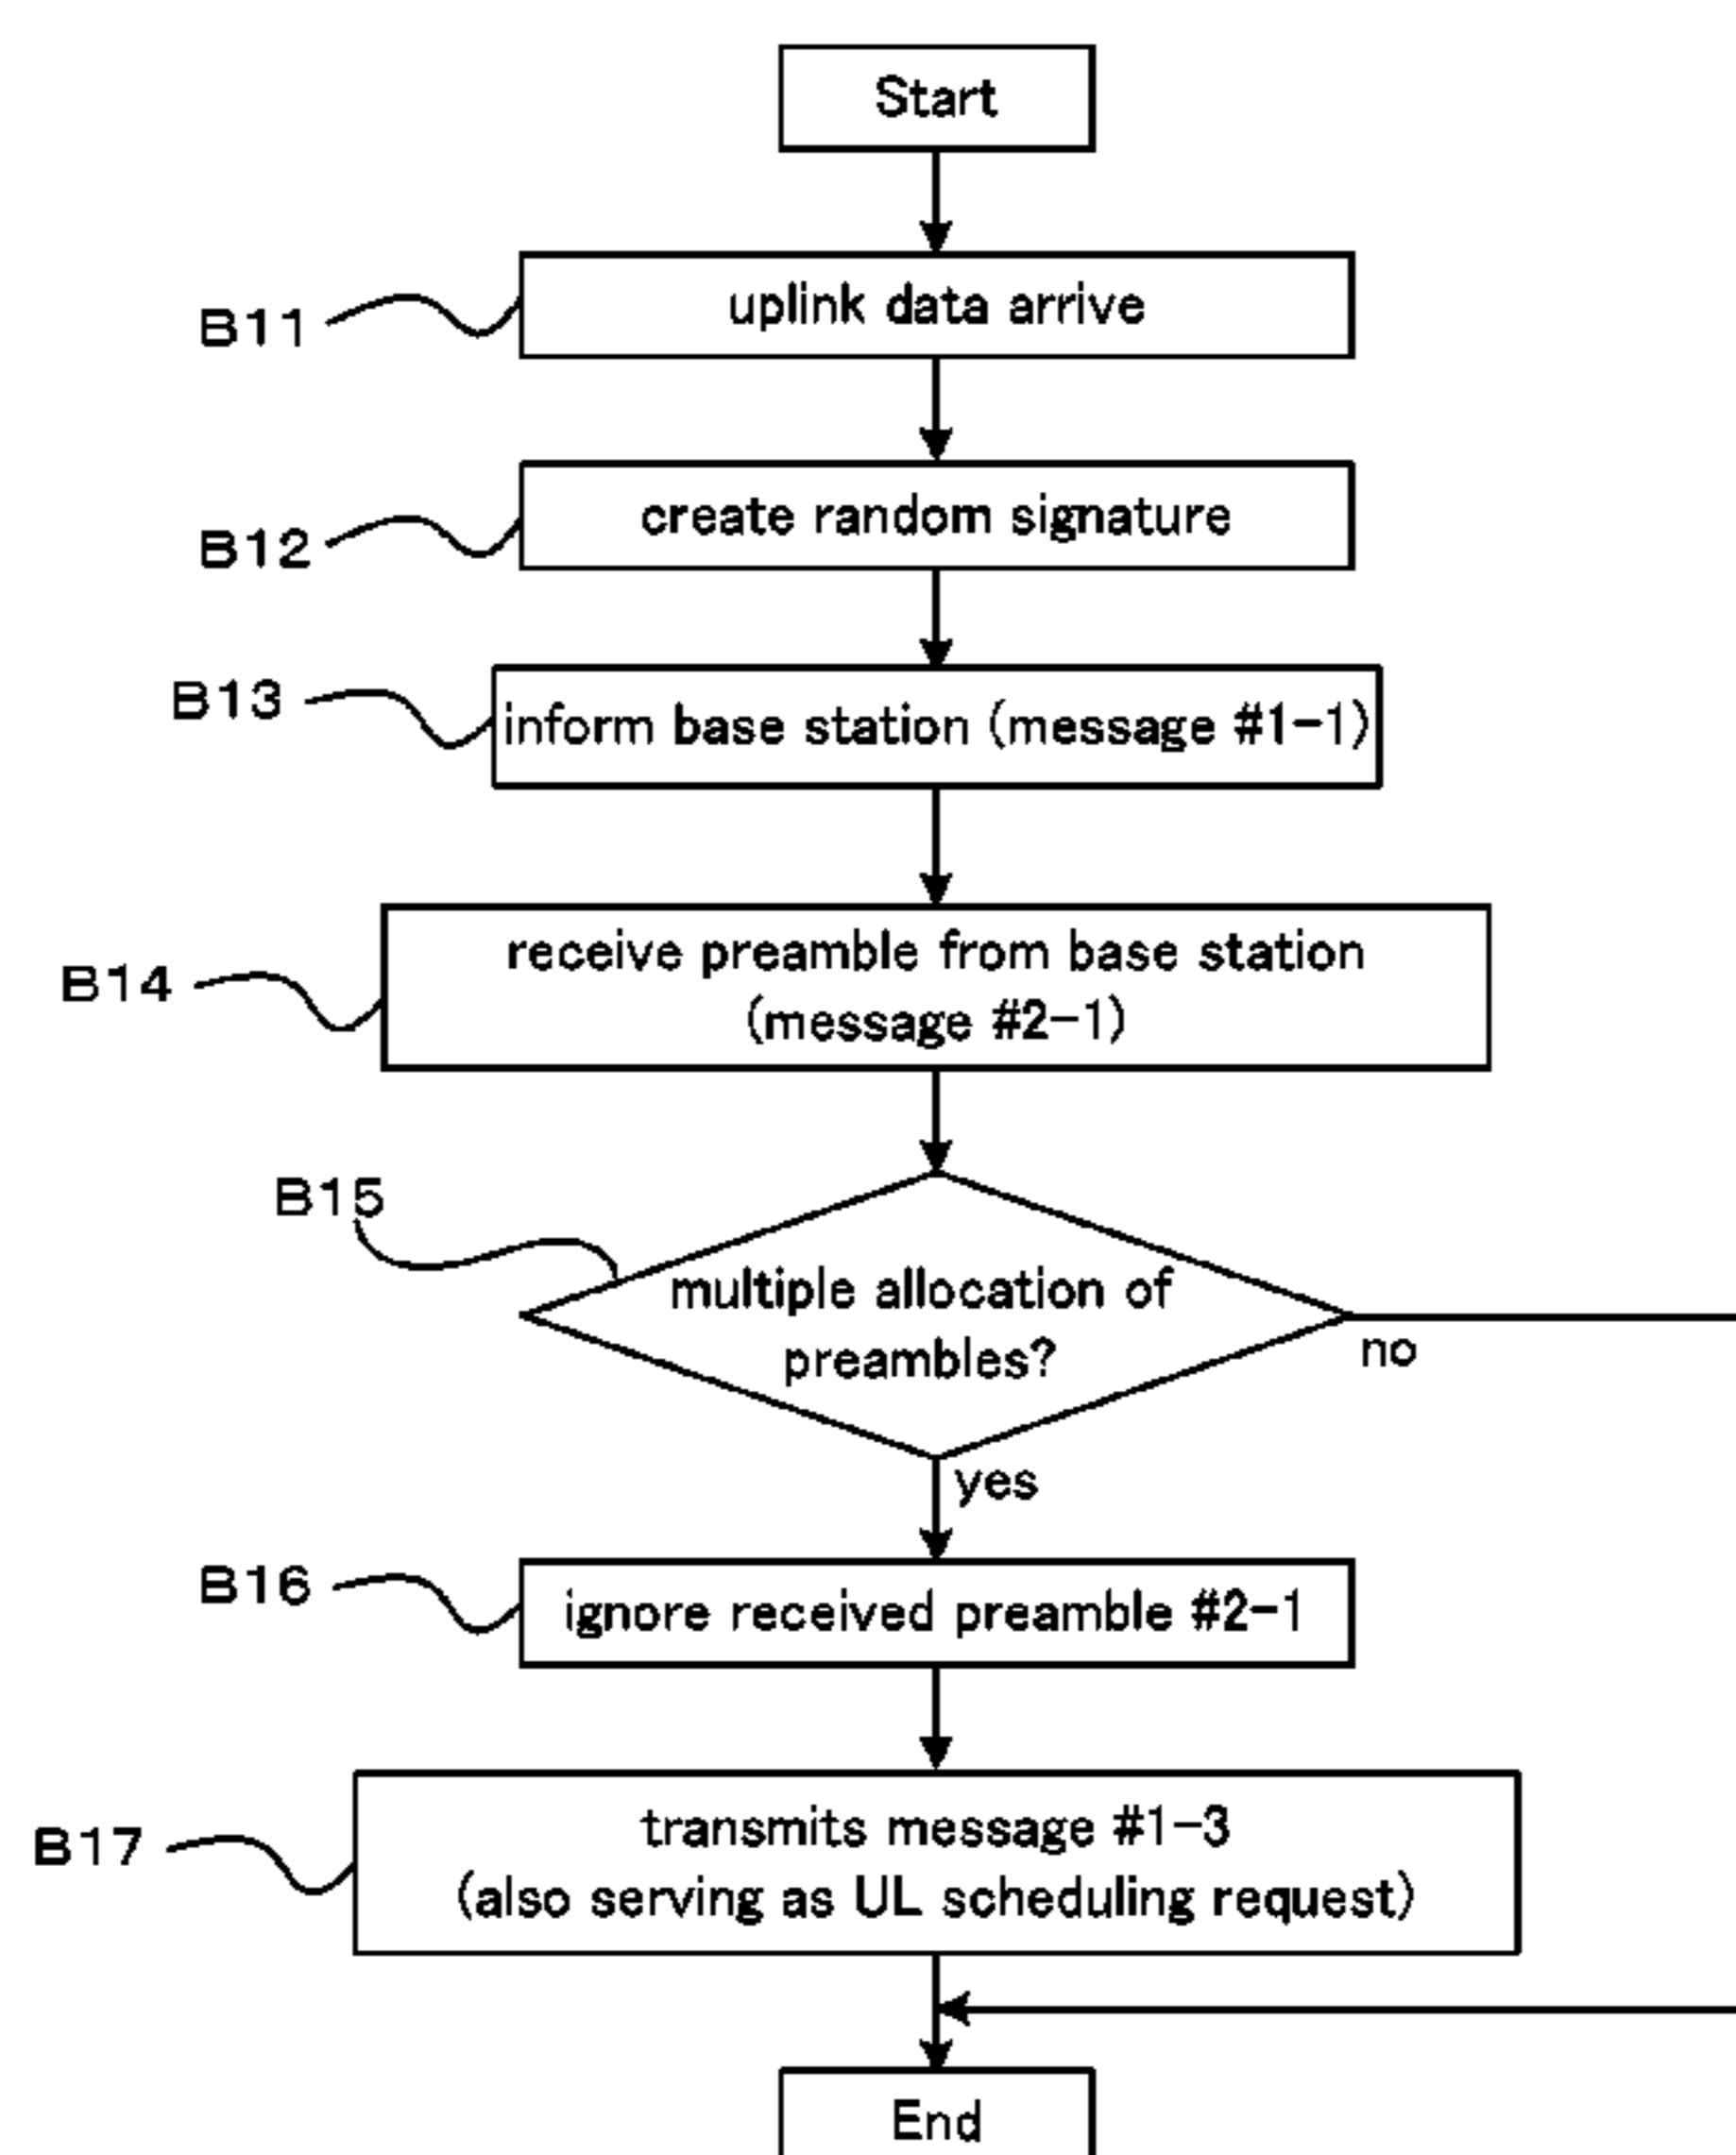 Start
B11
uplink data arrive
B12
create random signature
B13
inform base station (message #1-1)
B14
receive preamble from base station
(message #2-1)
B15
multiple allocation of
preambles?
no
yes
B16
ignore received preamble #2-1
B17
transmits message #1-3
(also serving as UL scheduling request)
End